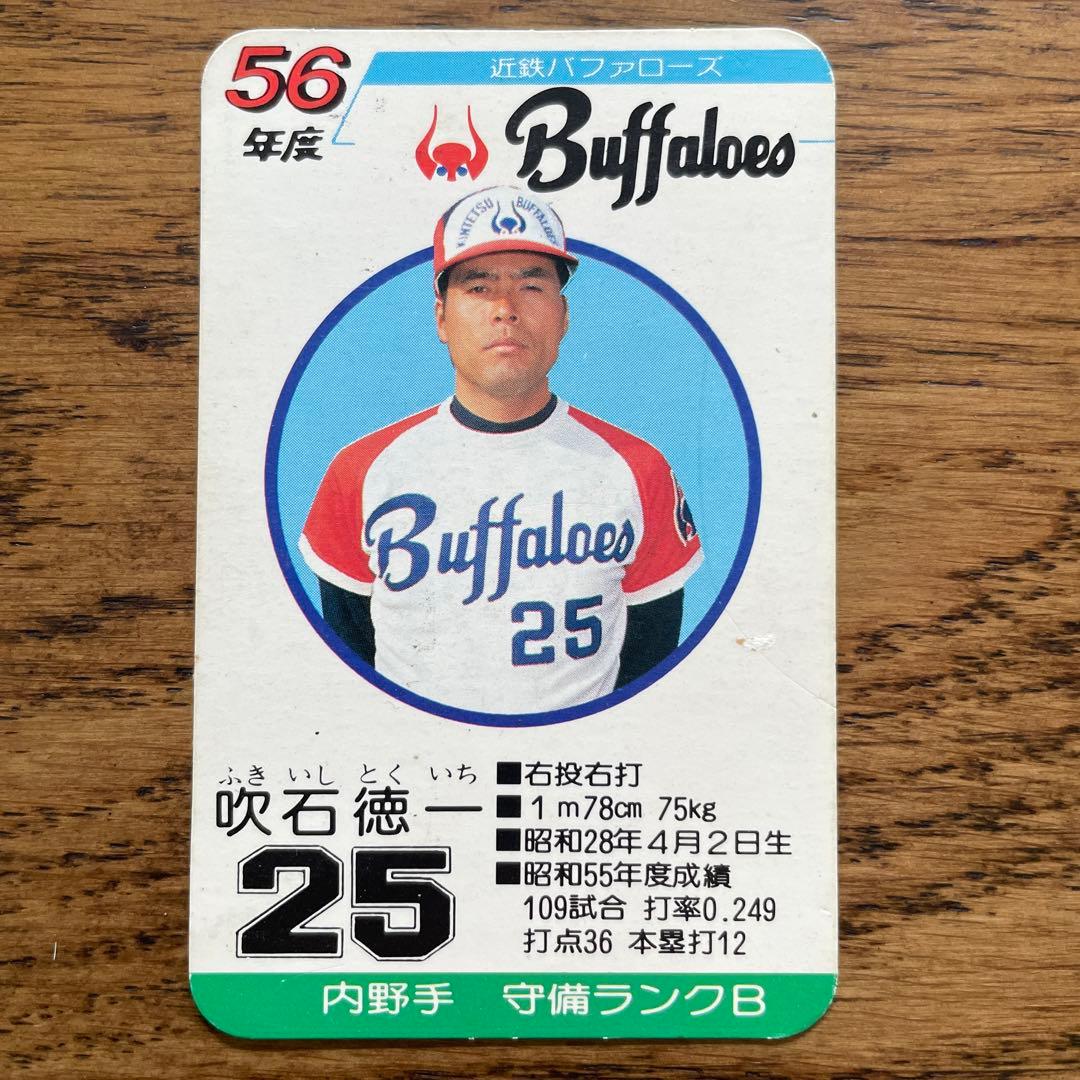 56
年度
近鉄バファローズ
Buffaloes
KINTETSU BUFFALOES
Buffaloes
25
ふき いし とく いち
吹石徳一
25
■右投右打
■1m78cm 75kg
■昭和28年4月2日生
■昭和55年度成績
109試合 打率0.249
打点36 本塁打12
内野手 守備ランクB